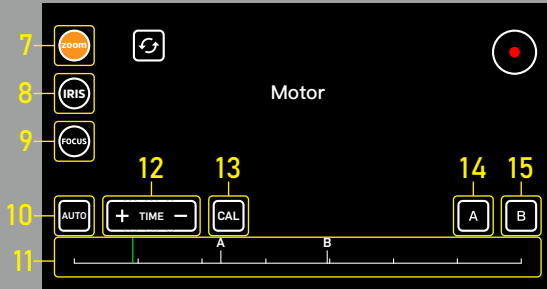 7
zoom
8
IRIS
Motor
9
FOCUS
12
13
14
15
10
AUTO
+ TIME −
CAL
A
B
11
A
B